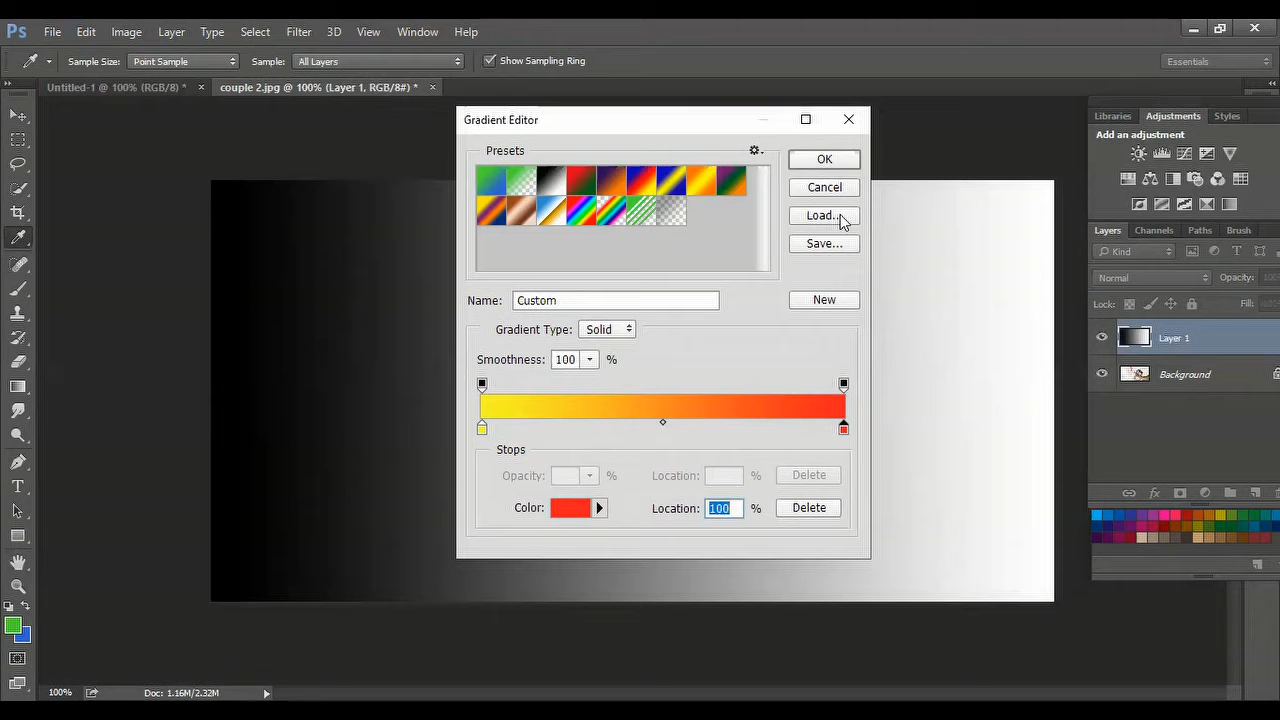 Ps File Edit Image Layer Type Select Filter 3D View Window Help
Sample Size: Point Sample Sample: All Layers Show Sampling Ring Essentials
Untitled-1 @ 100% (RGB/8) * × couple 2.jpg @ 100% (Layer 1, RGB/8#) * ×
Gradient Editor
Presets
OK
Cancel
Load...
Save...
Name: Custom New
Gradient Type: Solid
Smoothness: 100 %
Stops
Opacity: % Location: % Delete
Color: Location: 100 % Delete
Libraries Adjustments Styles
Add an adjustment
Layers Channels Paths Brush
Kind
Normal Opacity:
Lock: Fill:
Layer 1
Background
100% Doc: 1.16M/2.32M